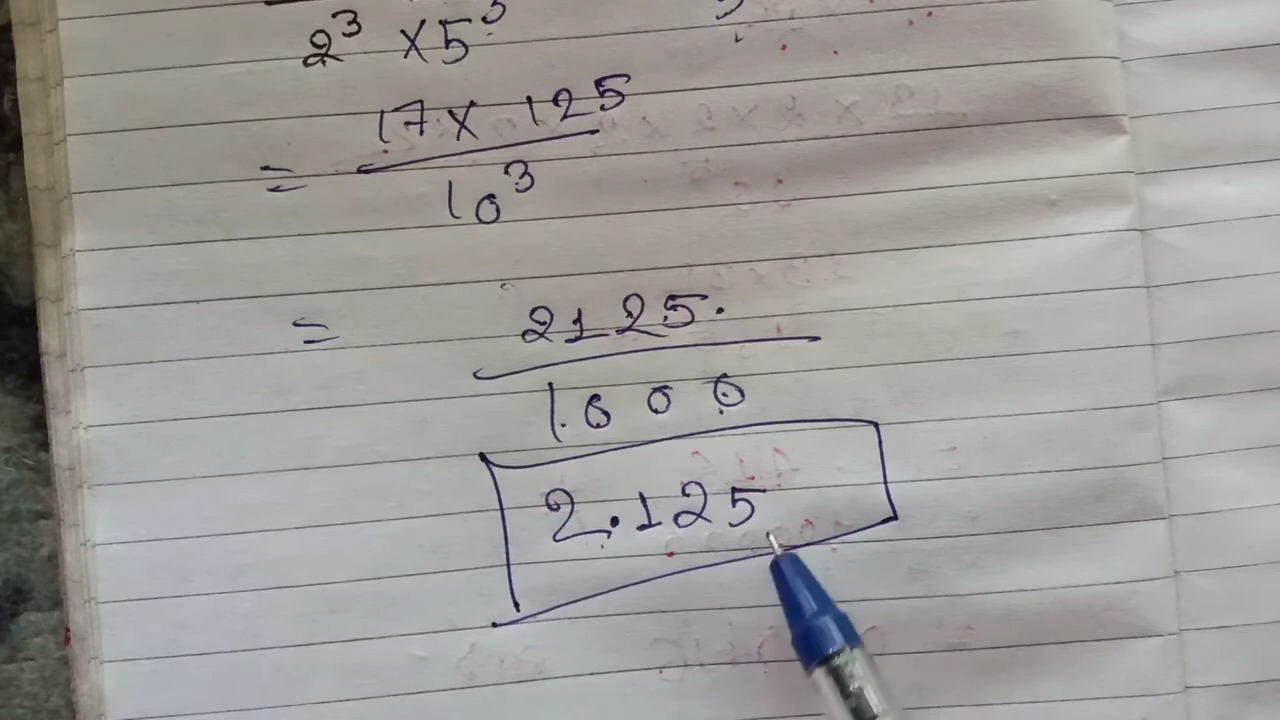 2³ × 5³
17 × 125
=
10³
= 2125.
1000
2.125